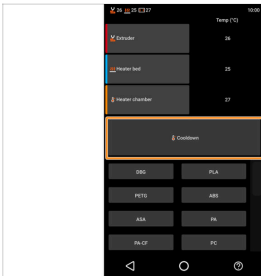 26 25 27 10:00
Temp (°C)
Extruder 26
Heater bed 25
Heater chamber 27
Cooldown
DBG PLA
PETG ABS
ASA PA
PA-CF PC